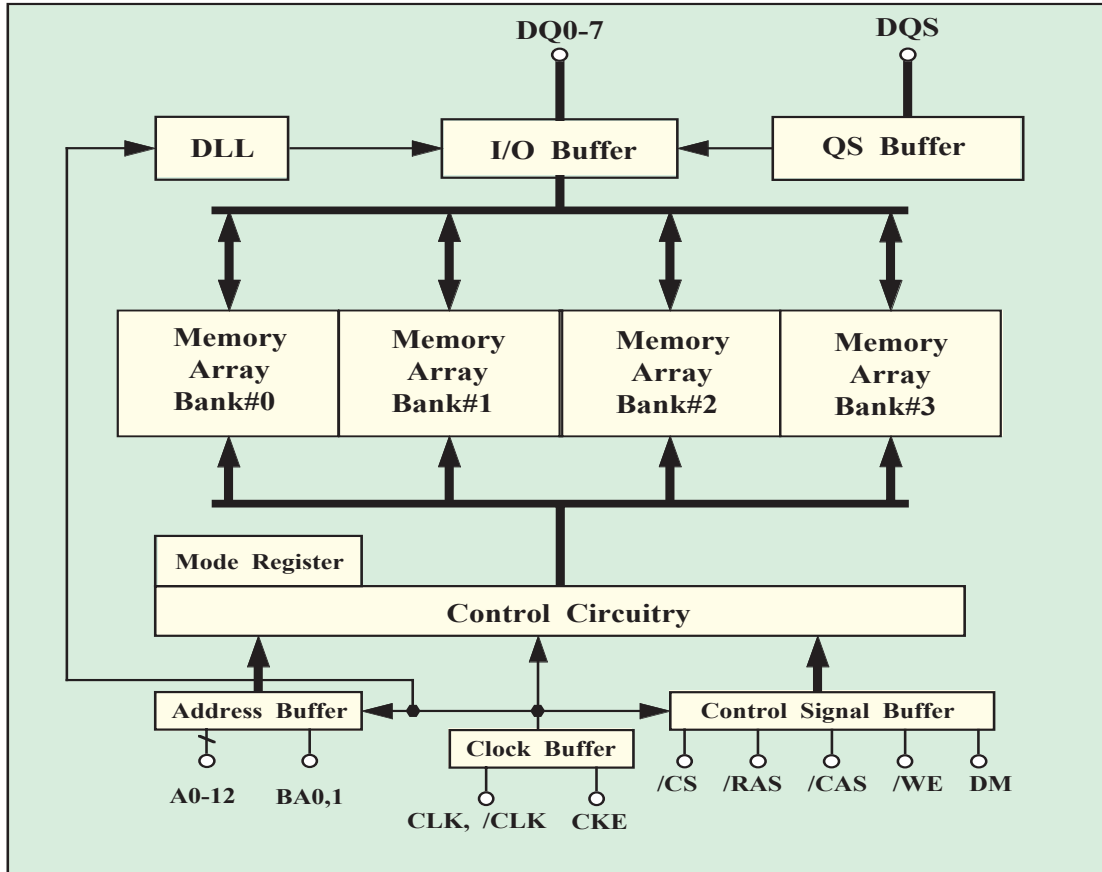 DQ0-7
DQS
DLL
I/O Buffer
QS Buffer
Memory
Array
Bank#0
Memory
Array
Bank#1
Memory
Array
Bank#2
Memory
Array
Bank#3
Mode Register
Control Circuitry
Address Buffer
Control Signal Buffer
Clock Buffer
A0-12
BA0,1
CLK, /CLK
CKE
/CS
/RAS
/CAS
/WE
DM